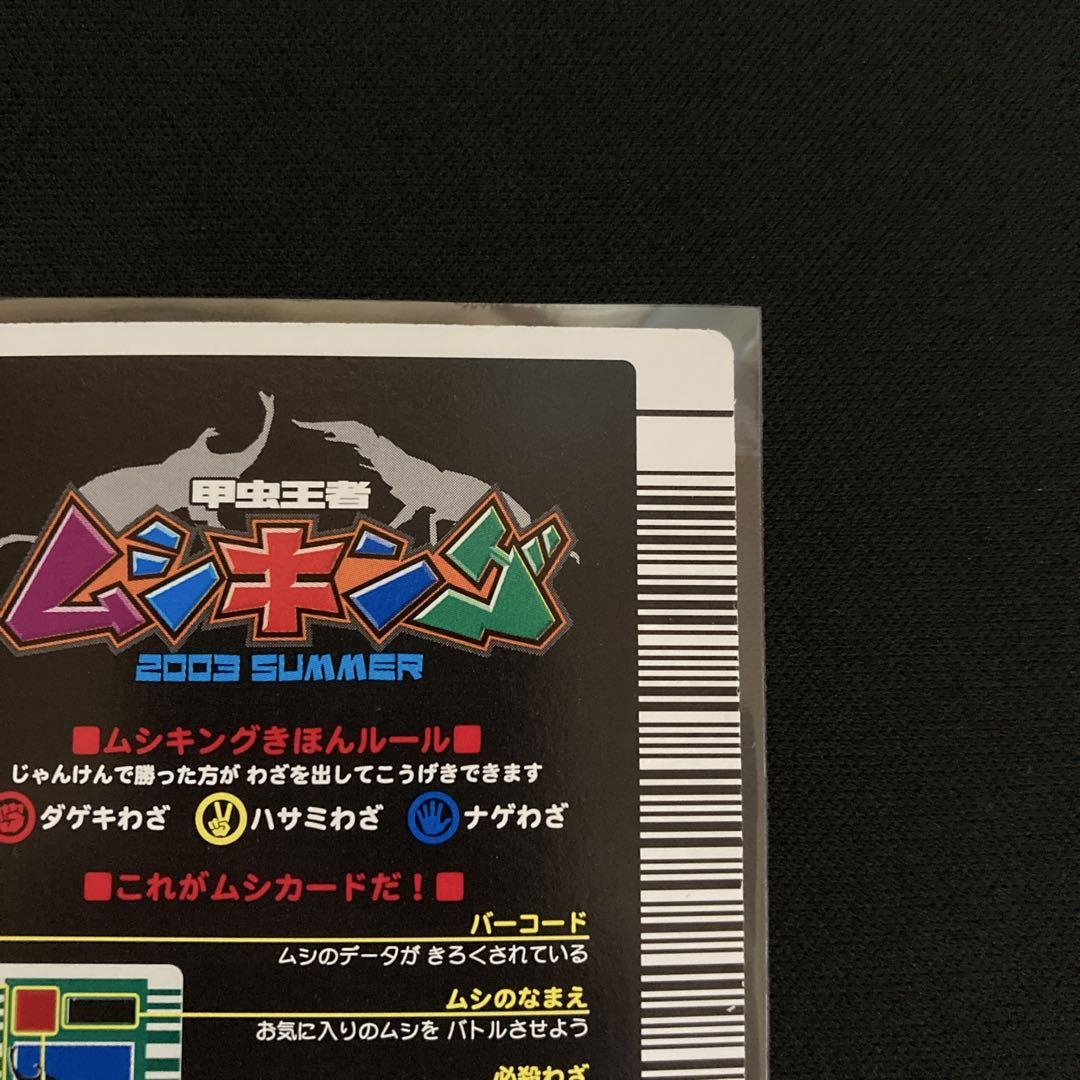 甲虫王者
ムシキング
2003 SUMMER
■ムシキングきほんルール■
じゃんけんで勝った方が わざを出してこうげきできます
ダゲキわざ ハサミわざ ナゲわざ
■これがムシカードだ！■
バーコード
ムシのデータが きろくされている
ムシのなまえ
お気に入りのムシを バトルさせよう
必殺わざ